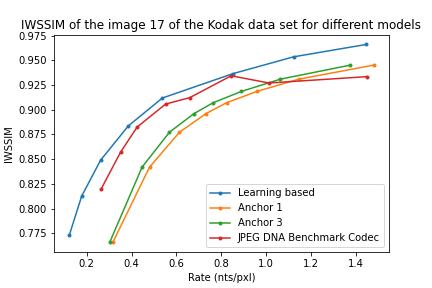 IWSSIM of the image 17 of the Kodak data set for different models
0.975
0.950
0.925
0.900
0.875
0.850
0.825
0.800
0.775
IWSSIM
Learning based
Anchor 1
Anchor 3
JPEG DNA Benchmark Codec
0.2 0.4 0.6 0.8 1.0 1.2 1.4
Rate (nts/pxl)